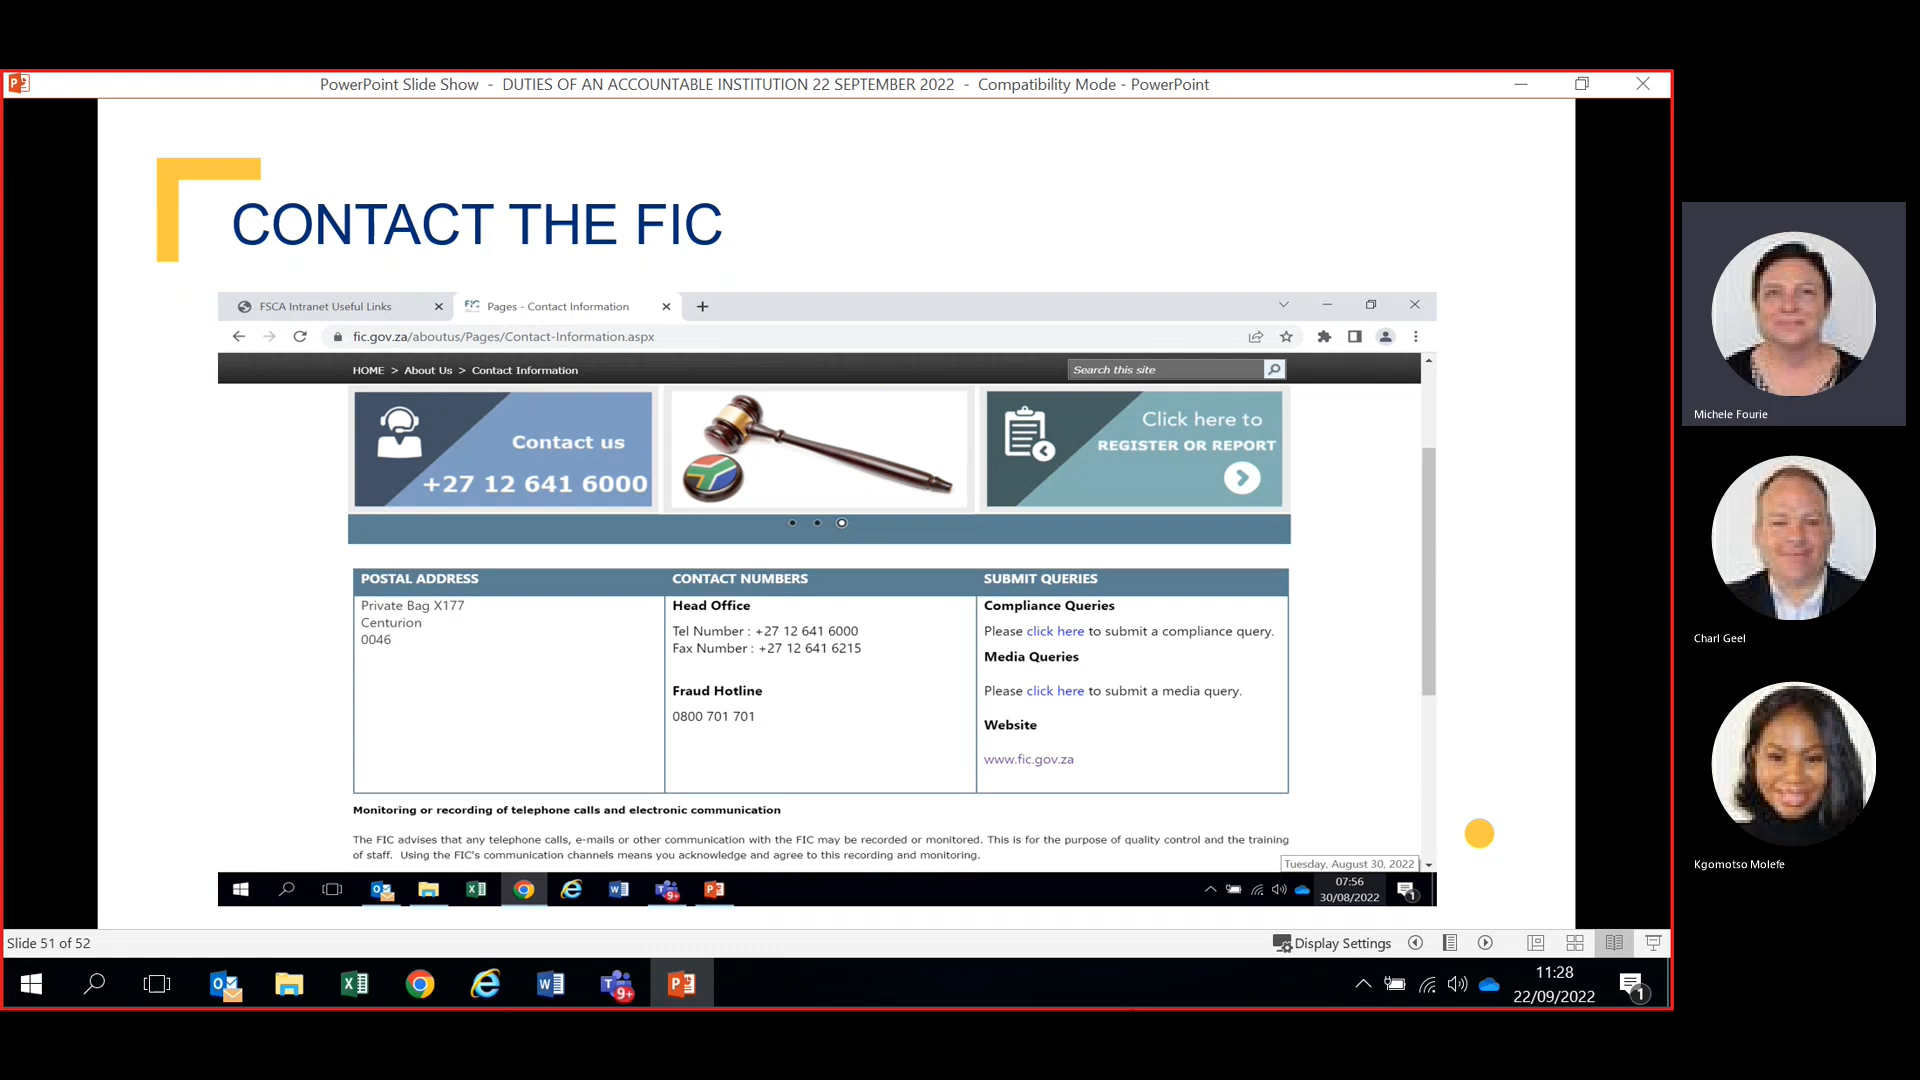 PowerPoint Slide Show - DUTIES OF AN ACCOUNTABLE INSTITUTION 22 SEPTEMBER 2022 - Compatibility Mode - PowerPoint
CONTACT THE FIC
FSCA Intranet Useful Links
Pages - Contact Information
fic.gov.za/aboutus/Pages/Contact-Information.aspx
HOME > About Us > Contact Information
Search this site
Contact us
+27 12 641 6000
Click here to
REGISTER OR REPORT
POSTAL ADDRESS
Private Bag X177
Centurion
0046
CONTACT NUMBERS
Head Office
Tel Number : +27 12 641 6000
Fax Number : +27 12 641 6215
Fraud Hotline
0800 701 701
SUBMIT QUERIES
Compliance Queries
Please click here to submit a compliance query.
Media Queries
Please click here to submit a media query.
Website
www.fic.gov.za
Monitoring or recording of telephone calls and electronic communication
The FIC advises that any telephone calls, e-mails or other communication with the FIC may be recorded or monitored. This is for the purpose of quality control and the training
of staff. Using the FIC's communication channels means you acknowledge and agree to this recording and monitoring.
Tuesday, August 30, 2022
9+
07:56
30/08/2022
1
Slide 51 of 52
Display Settings
9+
11:28
22/09/2022
1
Michele Fourie
Charl Geel
Kgomotso Molefe